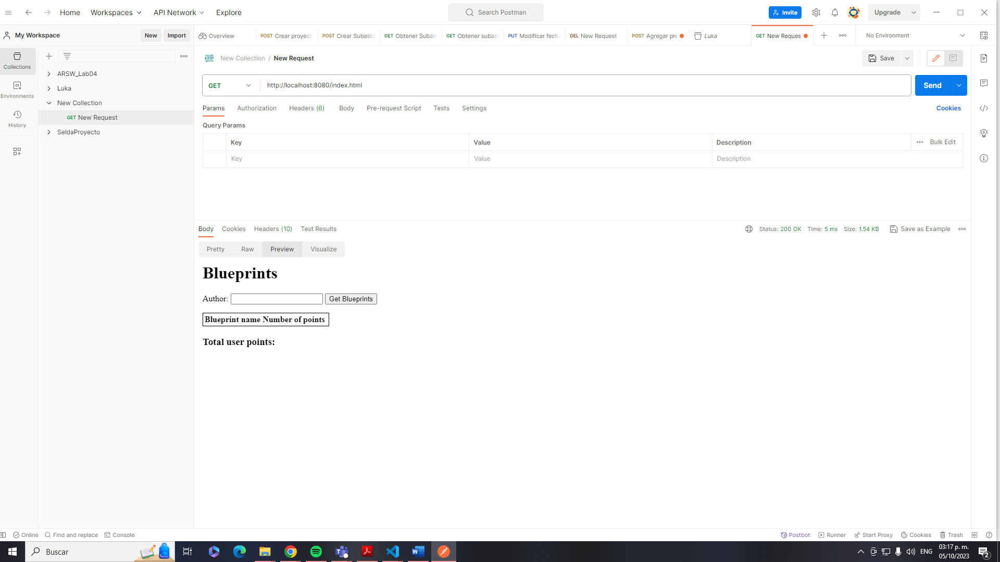 Home Workspaces API Network Explore Search Postman Invite Upgrade
My Workspace New Import Overview POST Crear proyect POST Crear Subasta GET Obtener Subas GET Obtener subas PUT Modificar fech DEL New Request POST Agregar pr Luka GET New Reques No Environment
Collections
Environments
History
ARSW_Lab04
Luka
New Collection
GET New Request
SeldaProyecto
HTTP New Collection / New Request Save
GET http://localhost:8080/index.html Send
Params Authorization Headers (6) Body Pre-request Script Tests Settings Cookies
Query Params
Key Value Description Bulk Edit
Key Value Description
Body Cookies Headers (10) Test Results Status: 200 OK Time: 5 ms Size: 1.54 KB Save as Example
Pretty Raw Preview Visualize
Blueprints
Author: Get Blueprints
Blueprint name Number of points
Total user points:
Online Find and replace Console Postbot Runner Start Proxy Cookies Trash
Buscar ENG 03:17 p. m.
05/10/2023 2